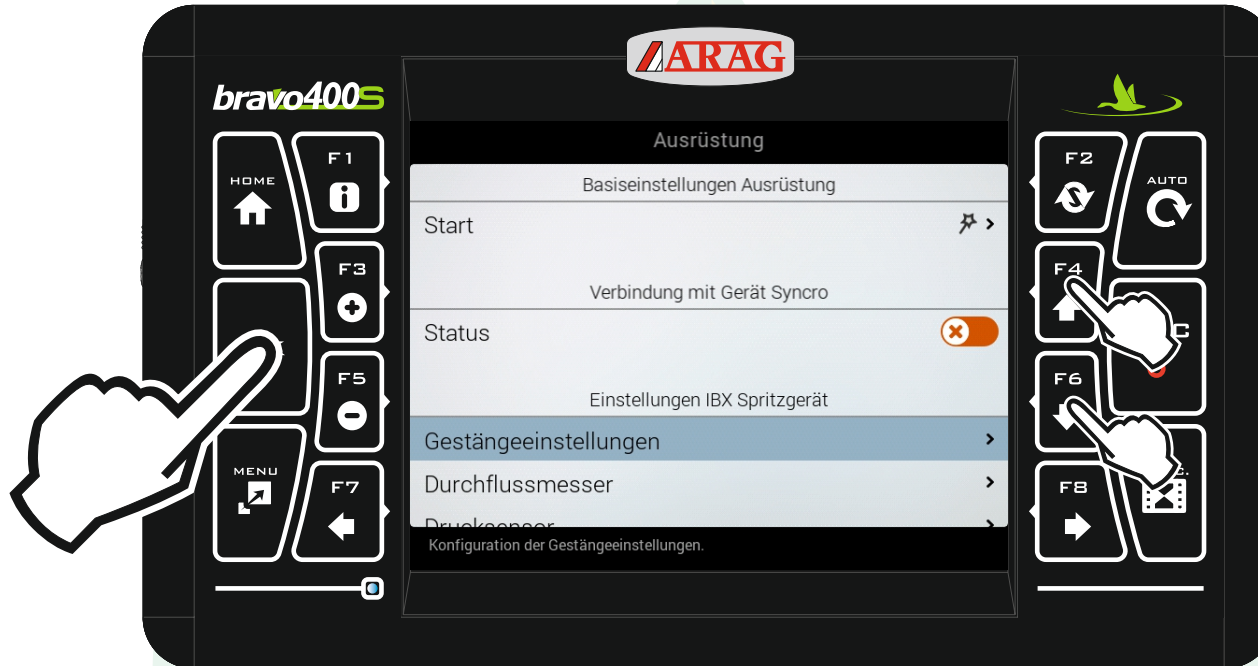 ARAG
bravo400S
HOME
F1
F3
F5
MENU
F7
Ausrüstung
Basiseinstellungen Ausrüstung
Start
Verbindung mit Gerät Syncro
Status
Einstellungen IBX Spritzgerät
Gestängeeinstellungen
Durchflussmesser
Drucksensor
Konfiguration der Gestängeeinstellungen.
F2
AUTO
F4
F6
F8